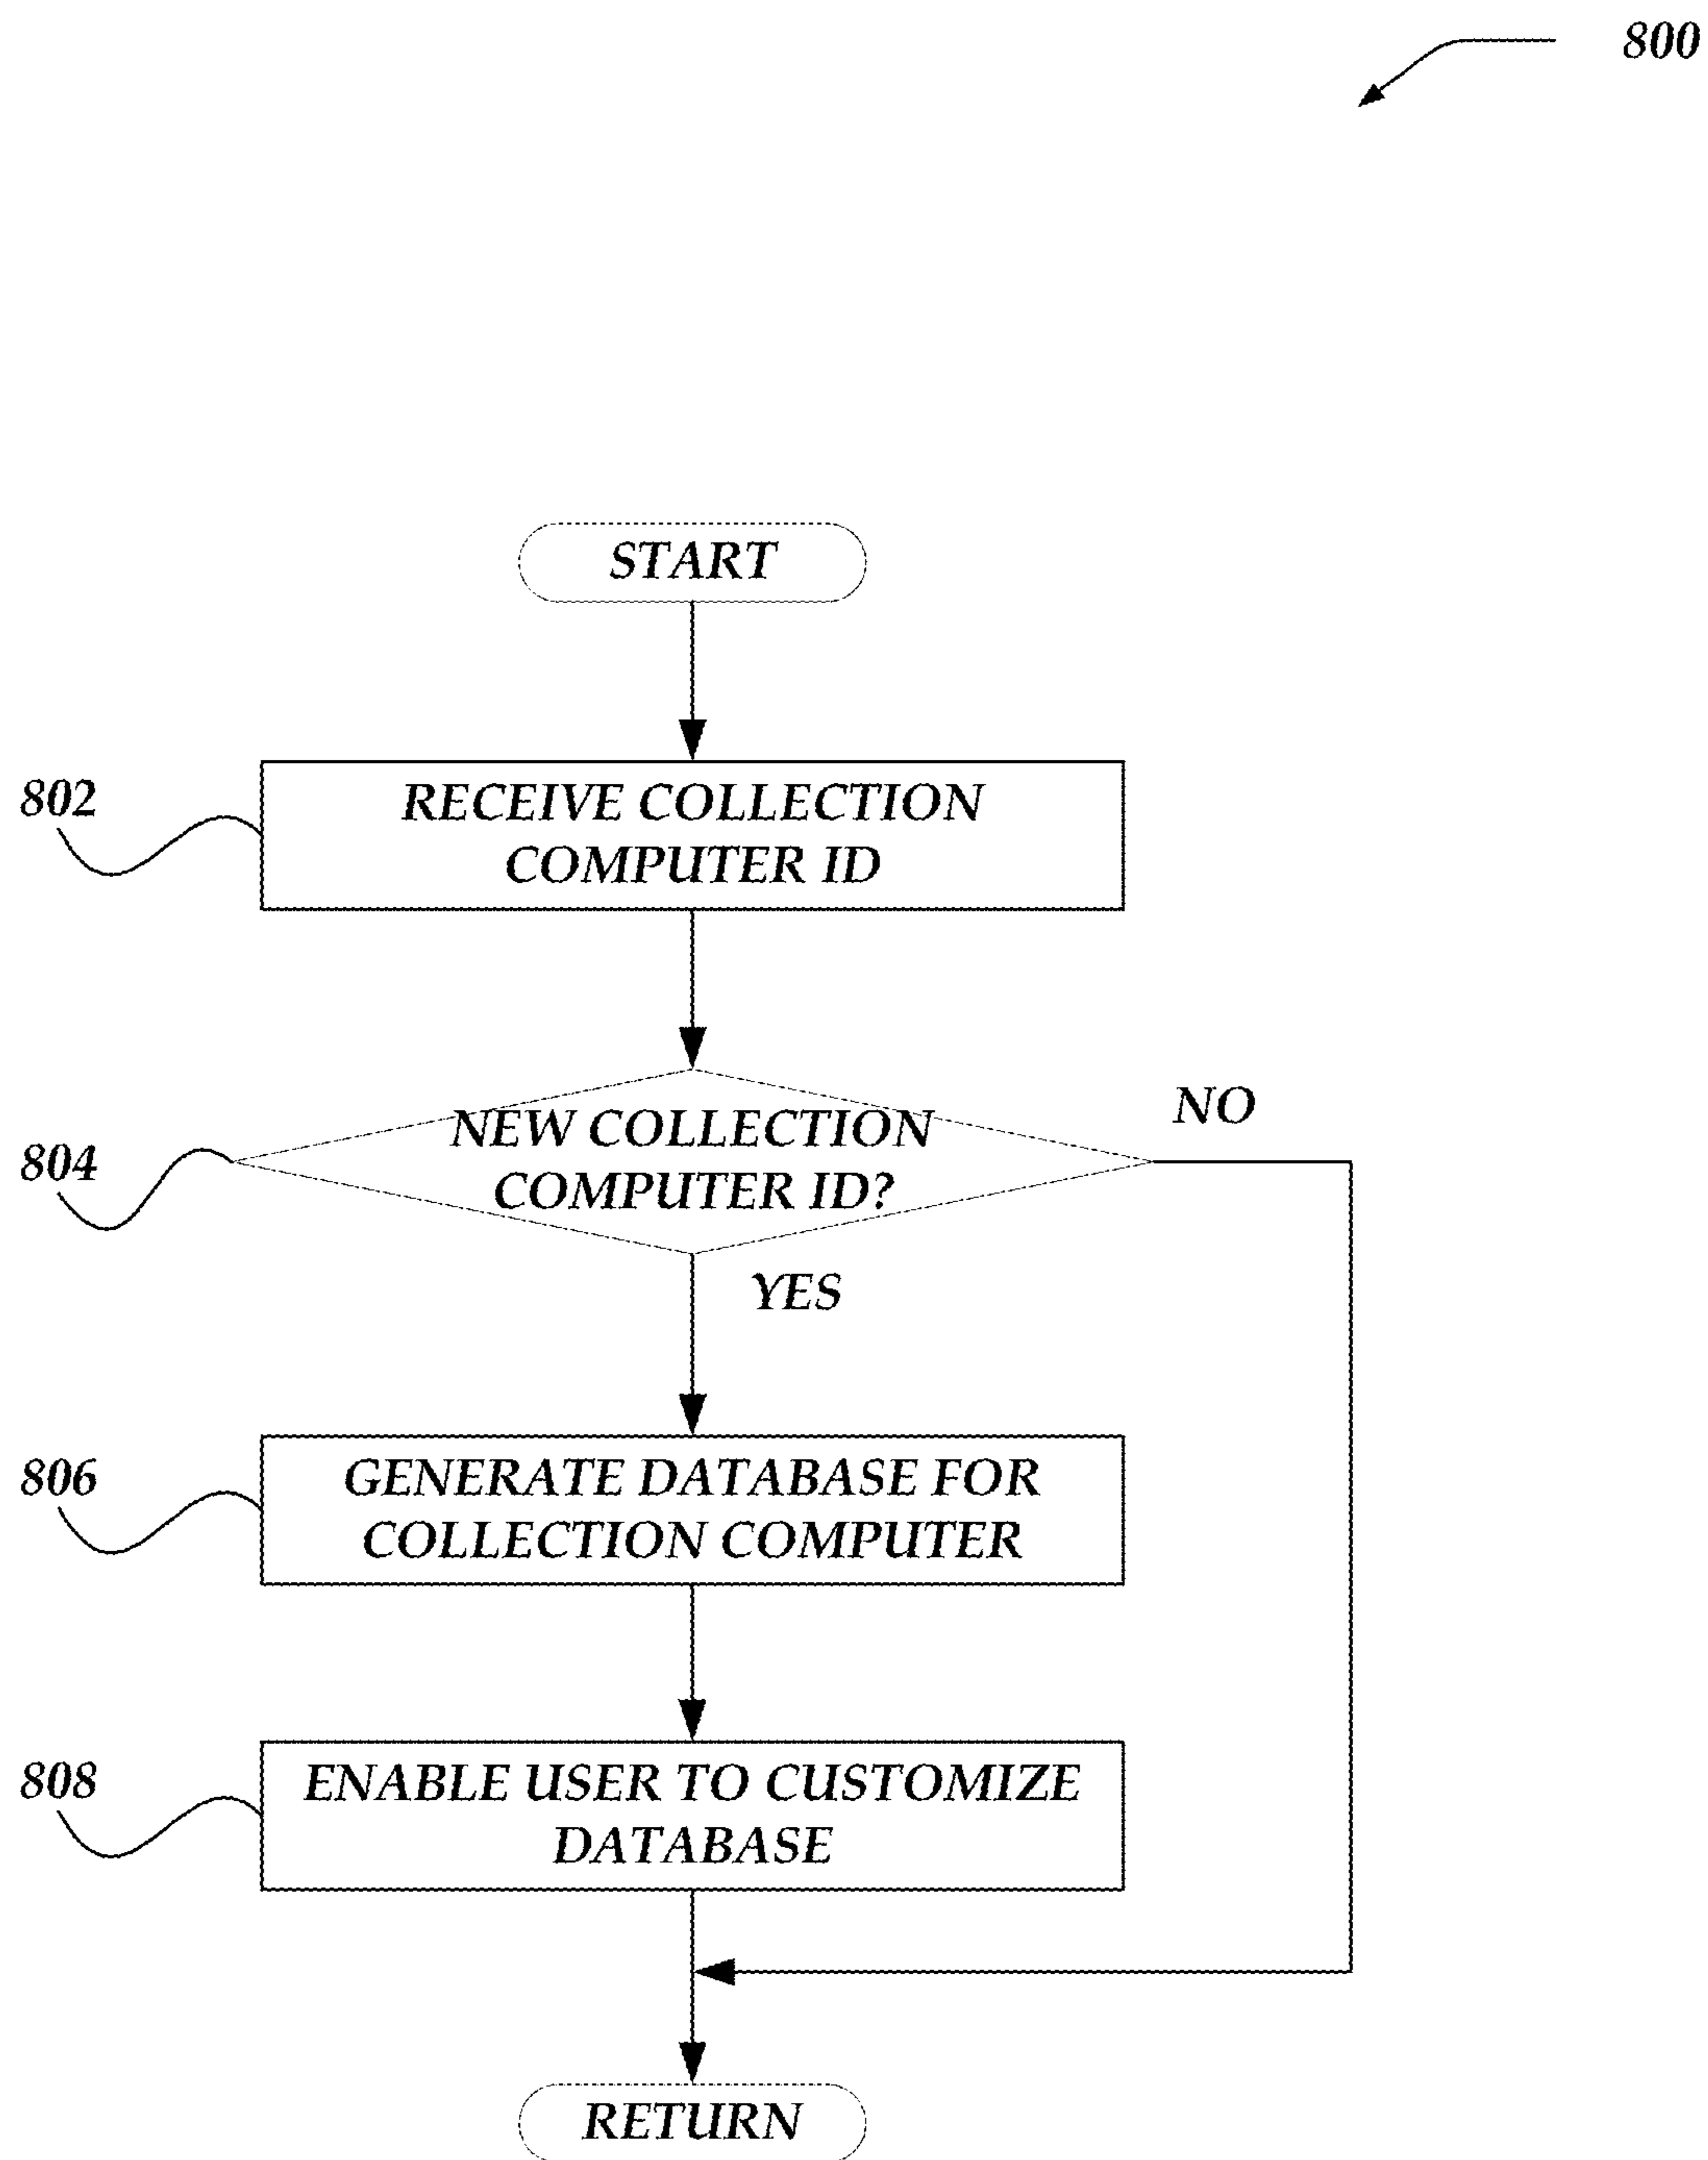 800
START
802
RECEIVE COLLECTION
COMPUTER ID
804
NEW COLLECTION
COMPUTER ID?
NO
YES
806
GENERATE DATABASE FOR
COLLECTION COMPUTER
808
ENABLE USER TO CUSTOMIZE
DATABASE
RETURN